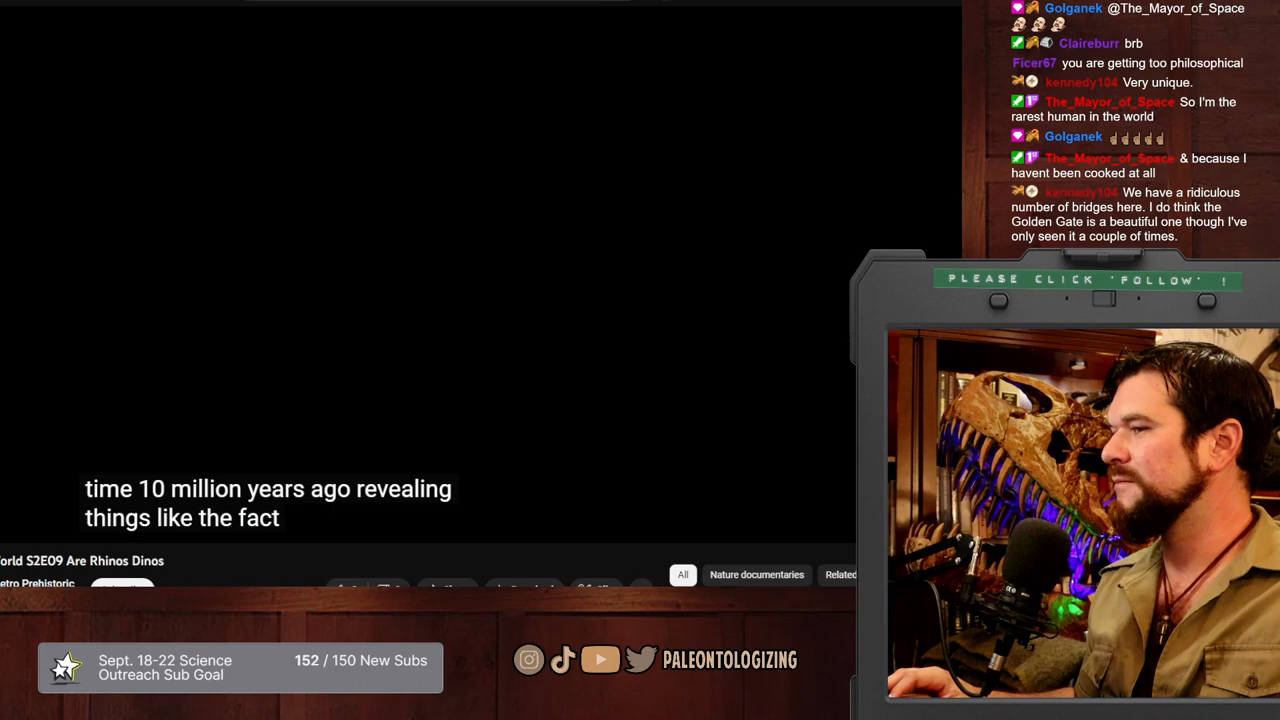 Golganek @The_Mayor_of_Space
Claireburr brb
Ficer67 you are getting too philosophical
kennedy104 Very unique.
The_Mayor_of_Space So I'm the
rarest human in the world
Golganek
The_Mayor_of_Space & because I
havent been cooked at all
kennedy104 We have a ridiculous
number of bridges here. I do think the
Golden Gate is a beautiful one though I've
only seen it a couple of times.
PLEASE CLICK 'FOLLOW' !
time 10 million years ago revealing
things like the fact
orld S2E09 Are Rhinos Dinos
etro Prehistoric
All
Nature documentaries
Related
Sept. 18-22 Science
Outreach Sub Goal
152 / 150 New Subs
PALEONTOLOGIZING